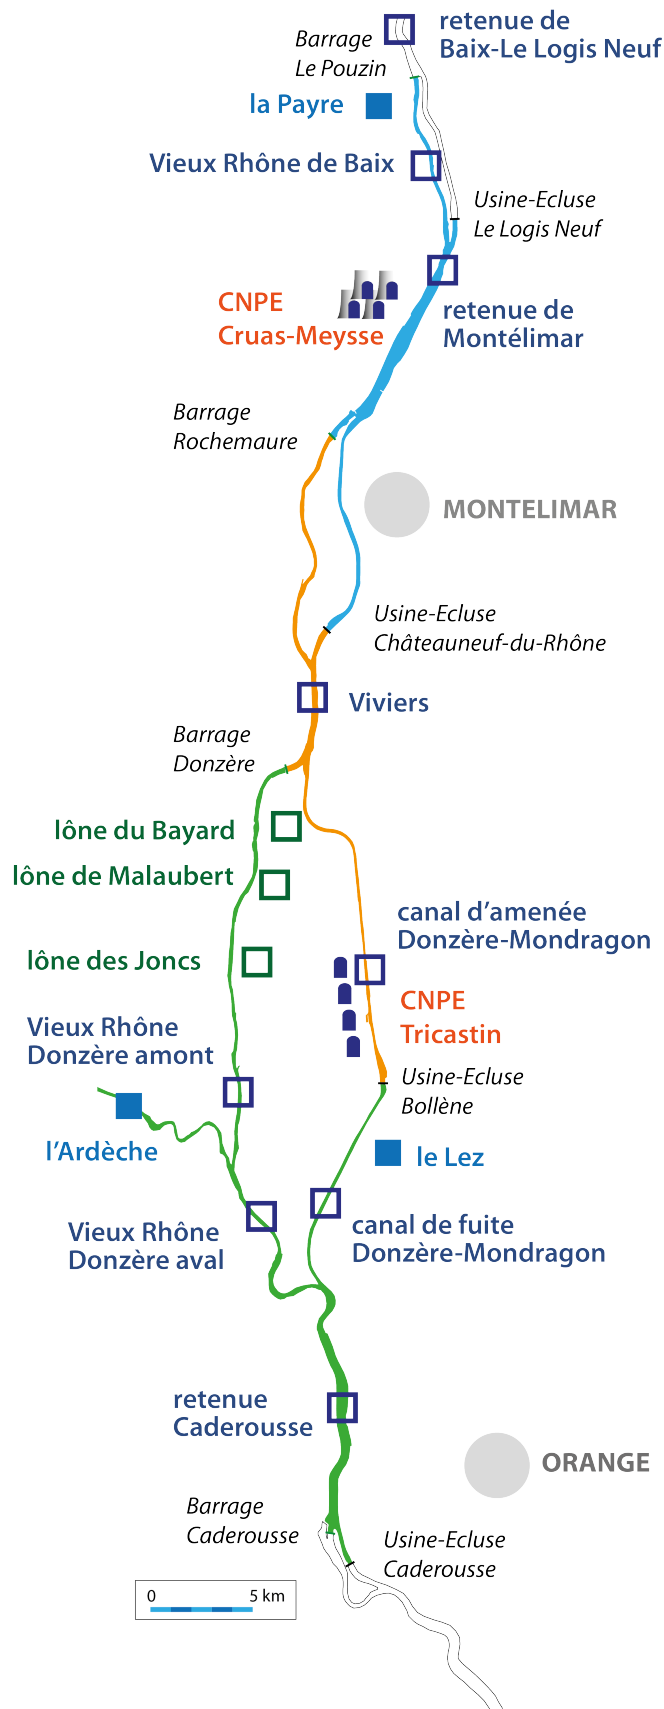 retenue de
Baix-Le Logis Neuf
Barrage
Le Pouzin
la Payre
Vieux Rhône de Baix
Usine-Ecluse
Le Logis Neuf
CNPE
Cruas-Meysse
retenue de
Montélimar
Barrage
Rochemaure
MONTELIMAR
Usine-Ecluse
Châteauneuf-du-Rhône
Viviers
Barrage
Donzère
lône du Bayard
lône de Malaubert
canal d’amenée
Donzère-Mondragon
lône des Joncs
CNPE
Tricastin
Vieux Rhône
Donzère amont
Usine-Ecluse
Bollène
l’Ardèche
le Lez
Vieux Rhône
Donzère aval
canal de fuite
Donzère-Mondragon
retenue
Caderousse
ORANGE
Barrage
Caderousse
Usine-Ecluse
Caderousse
0 5 km